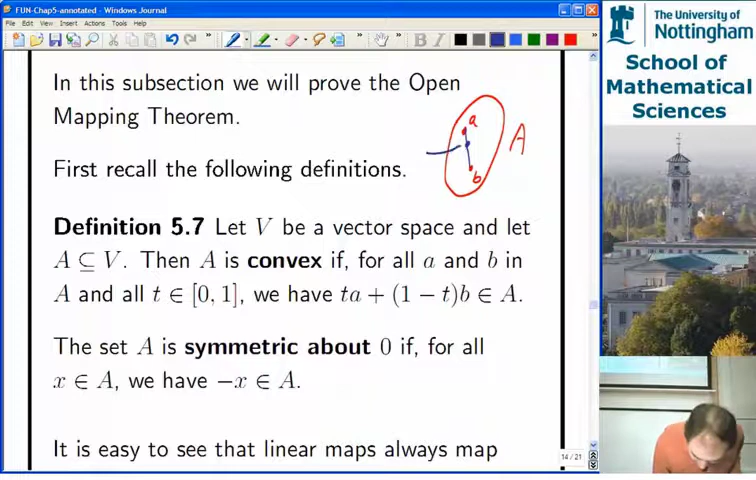 FUN-Chap5-annotated - Windows Journal
File Edit View Insert Actions Tools Help
B I
In this subsection we will prove the Open
Mapping Theorem.
a
A
First recall the following definitions.
b
Definition 5.7 Let V be a vector space and let
A ⊆ V. Then A is convex if, for all a and b in
A and all t ∈ [0, 1], we have ta + (1 − t)b ∈ A.
The set A is symmetric about 0 if, for all
x ∈ A, we have −x ∈ A.
It is easy to see that linear maps always map
14 / 21
The University of
Nottingham
School of
Mathematical
Sciences